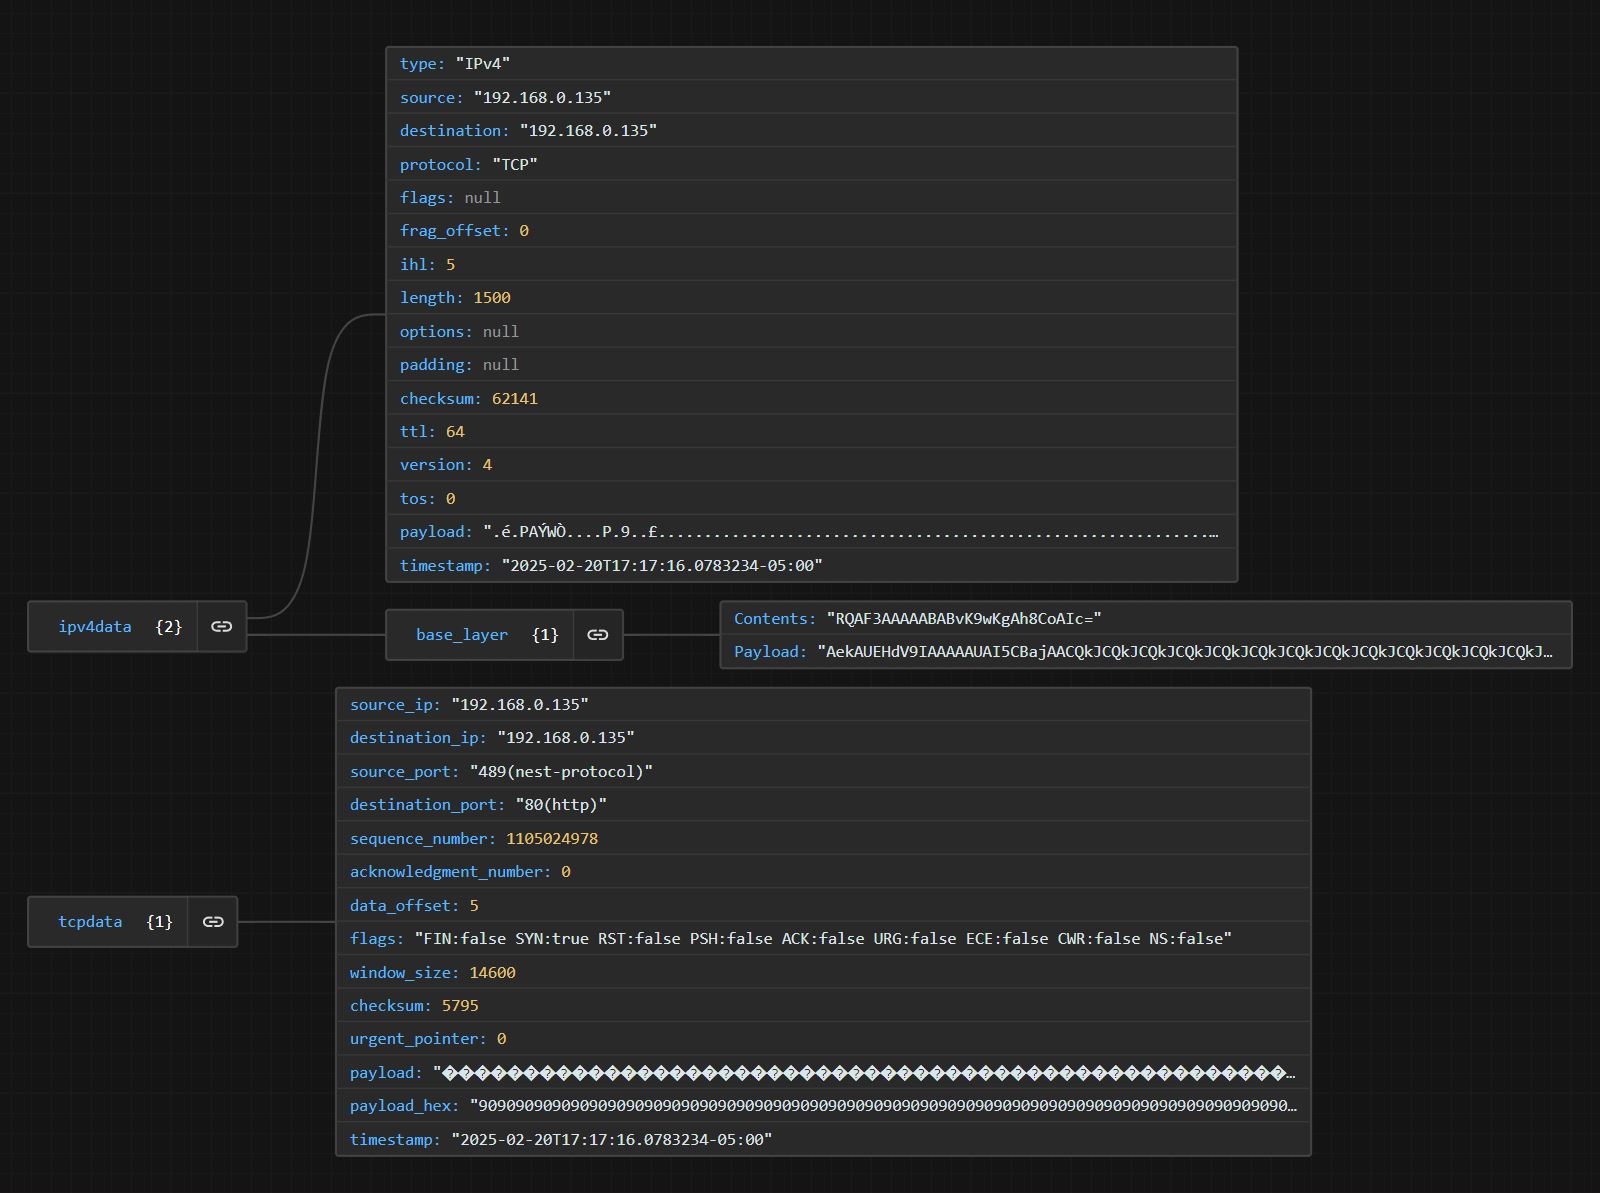 type: "IPv4"
source: "192.168.0.135"
destination: "192.168.0.135"
protocol: "TCP"
flags: null
frag_offset: 0
ihl: 5
length: 1500
options: null
padding: null
checksum: 62141
ttl: 64
version: 4
tos: 0
payload: ".é.PAÝWÒ....P.9..£.............................................................…
timestamp: "2025-02-20T17:17:16.0783234-05:00"
ipv4data {2}
base_layer {1}
Contents: "RQAF3AAAAABABvK9wKgAh8CoAIc="
Payload: "AekAUEHdV9IAAAAAUAI5CBajAACQkJCQkJCQkJCQkJCQkJCQkJCQkJCQkJCQkJCQkJCQkJCQkJCQkJ…
source_ip: "192.168.0.135"
destination_ip: "192.168.0.135"
source_port: "489(nest-protocol)"
destination_port: "80(http)"
sequence_number: 1105024978
acknowledgment_number: 0
data_offset: 5
tcpdata {1}
flags: "FIN:false SYN:true RST:false PSH:false ACK:false URG:false ECE:false CWR:false NS:false"
window_size: 14600
checksum: 5795
urgent_pointer: 0
payload: "����������������������������������������������������…
payload_hex: "90909090909090909090909090909090909090909090909090909090909090909090909090909090909090909090…
timestamp: "2025-02-20T17:17:16.0783234-05:00"